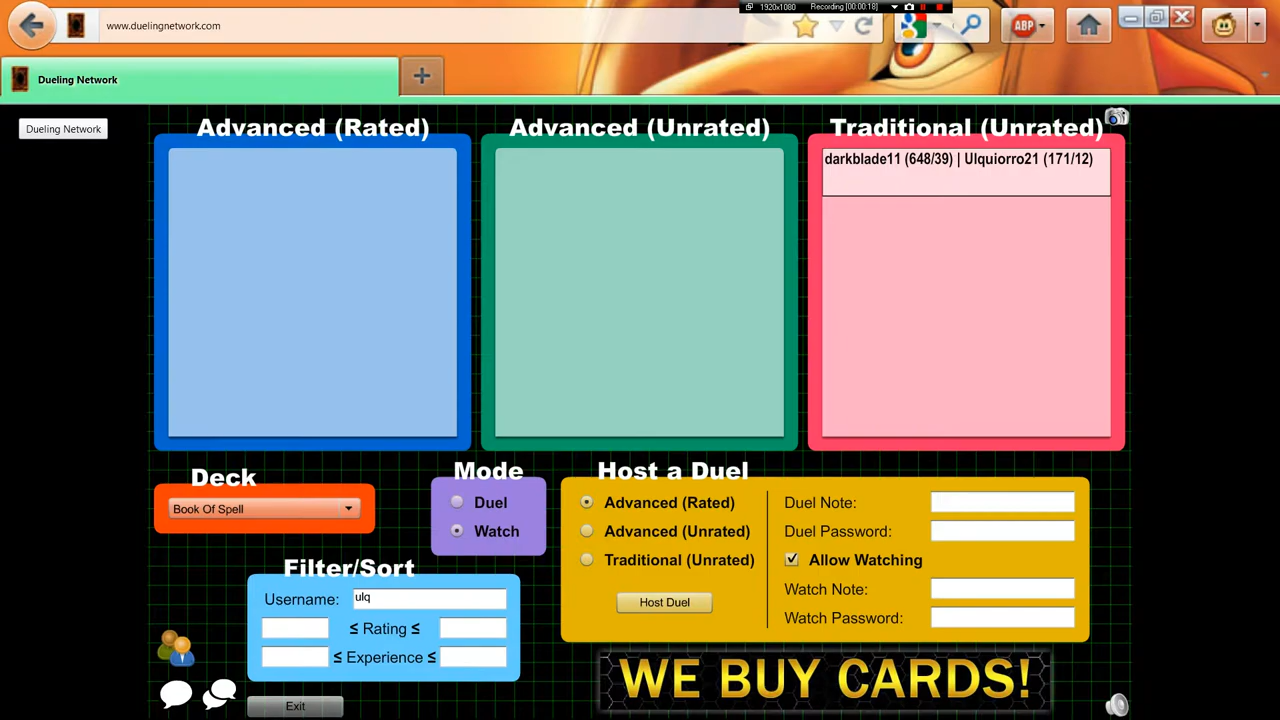 1920x1080 Recording [00:00:18]
www.duelingnetwork.com
ABP
Dueling Network
Dueling Network
Advanced (Rated)
Advanced (Unrated)
Traditional (Unrated)
darkblade11 (648/39) | Ulquiorro21 (171/12)
Deck
Book Of Spell
Mode
Duel
Watch
Host a Duel
Advanced (Rated)
Advanced (Unrated)
Traditional (Unrated)
Host Duel
Duel Note:
Duel Password:
Allow Watching
Watch Note:
Watch Password:
Filter/Sort
Username: ulq
≤ Rating ≤
≤ Experience ≤
Exit
WE BUY CARDS!